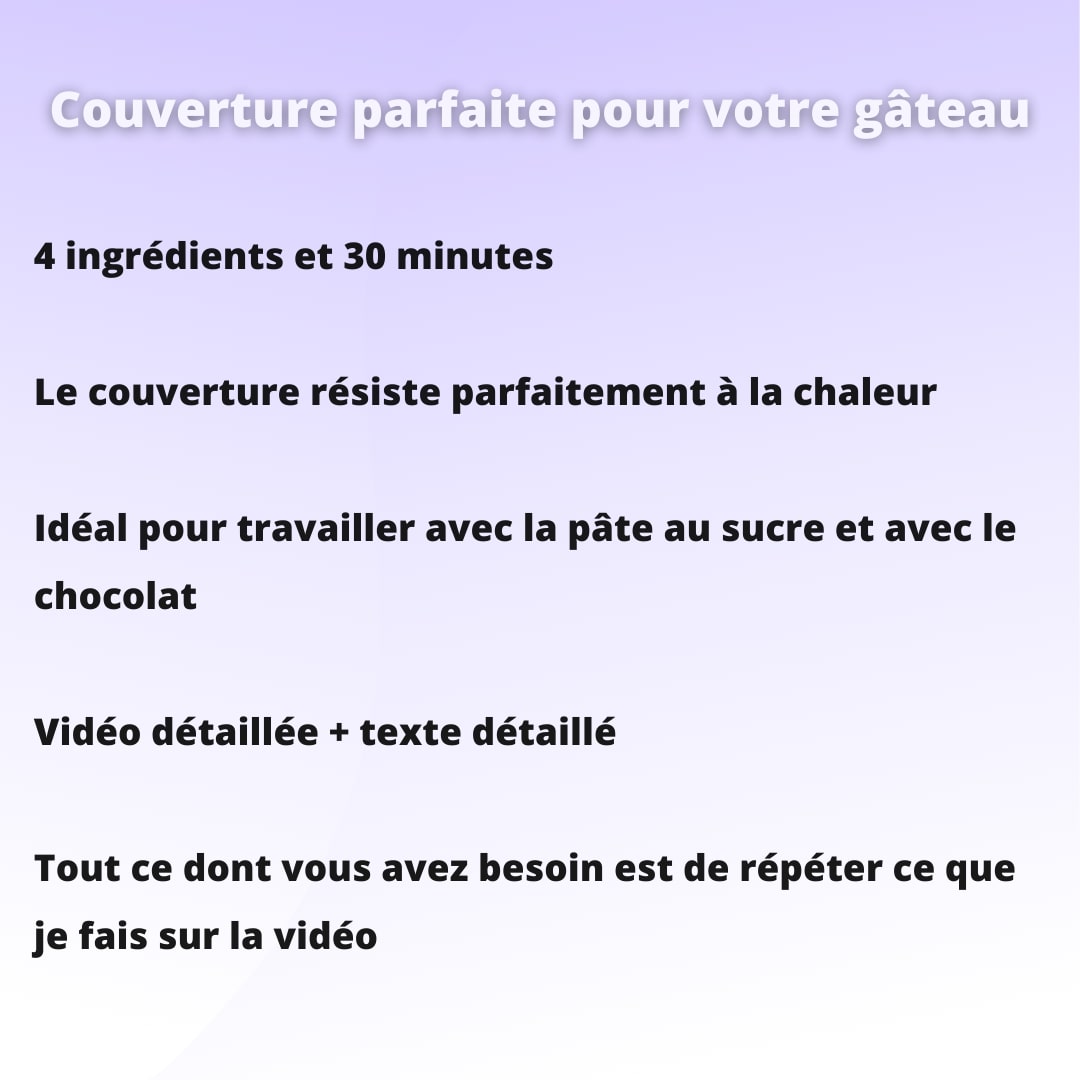 Couverture parfaite pour votre gâteau
4 ingrédients et 30 minutes
Le couverture résiste parfaitement à la chaleur
Idéal pour travailler avec la pâte au sucre et avec le
chocolat
Vidéo détaillée + texte détaillé
Tout ce dont vous avez besoin est de répéter ce que
je fais sur la vidéo